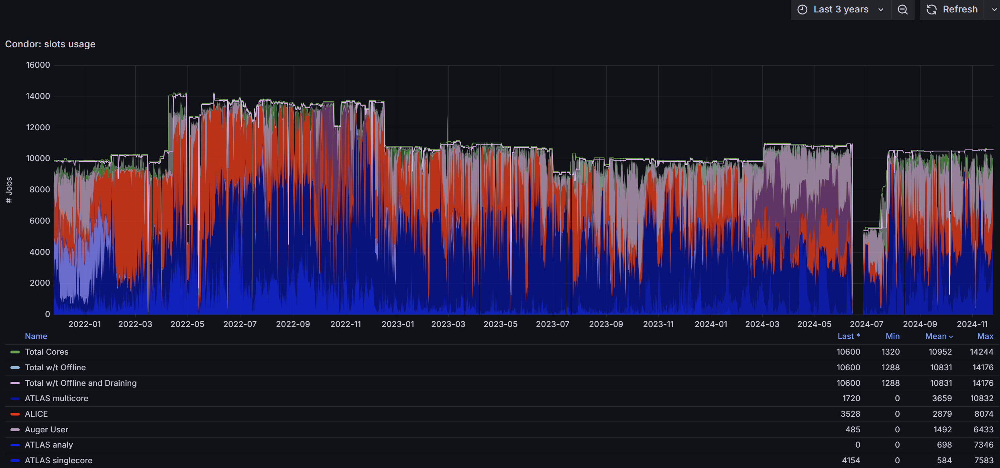 Last 3 years Refresh
Condor: slots usage
# Jobs
16000
14000
12000
10000
8000
6000
4000
2000
0
2022-01 2022-03 2022-05 2022-07 2022-09 2022-11 2023-01 2023-03 2023-05 2023-07 2023-09 2023-11 2024-01 2024-03 2024-05 2024-07 2024-09 2024-11
Name Last * Min Mean Max
Total Cores 10600 1320 10952 14244
Total w/t Offline 10600 1288 10831 14176
Total w/t Offline and Draining 10600 1288 10831 14176
ATLAS multicore 1720 0 3659 10832
ALICE 3528 0 2879 8074
Auger User 485 0 1492 6433
ATLAS analy 0 0 698 7346
ATLAS singlecore 4154 0 584 7583